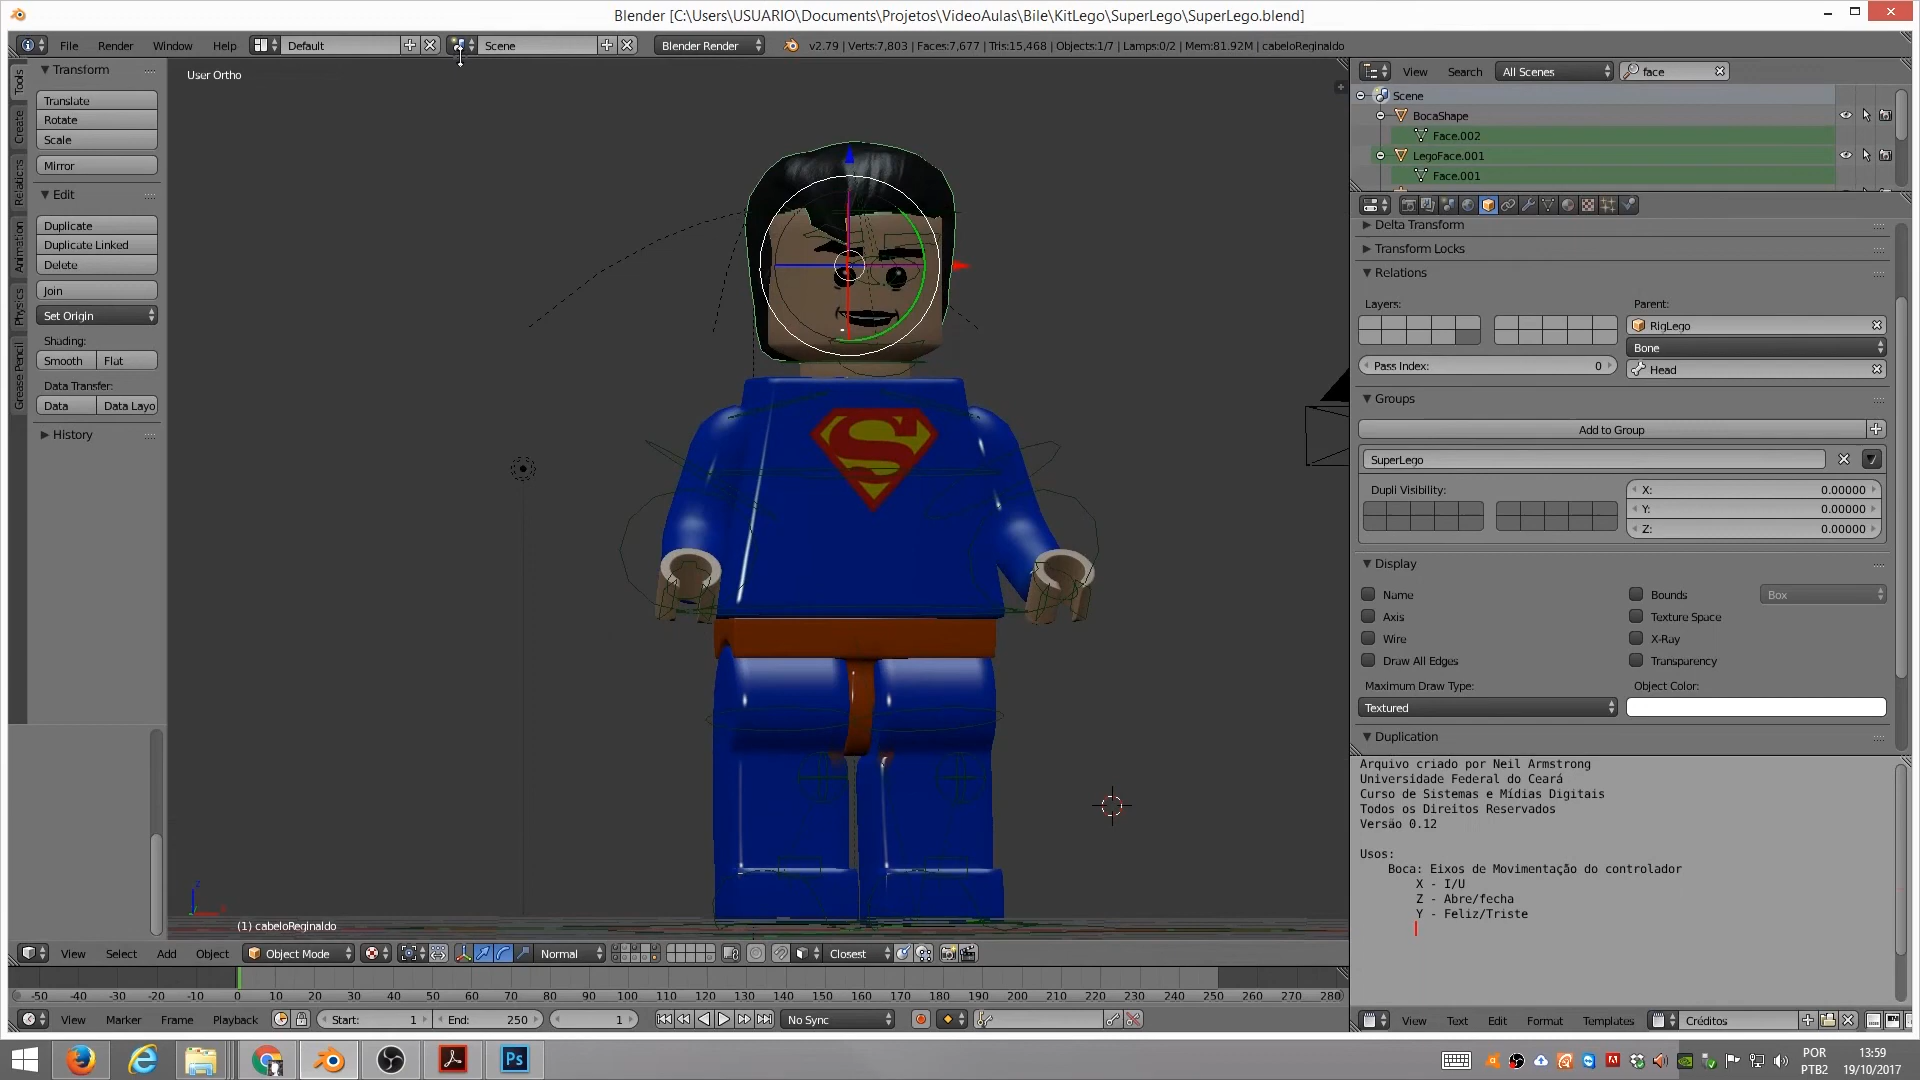 Blender [C:\Users\USUARIO\Documents\Projetos\VideoAulas\Bile\KitLego\SuperLego\SuperLego.blend]
File Render Window Help Default Scene Blender Render v2.79 | Verts:7,803 | Faces:7,677 | Tris:15,468 | Objects:1/7 | Lamps:0/2 | Mem:81.92M | cabeloReginaldo
Tools
Create
Relations
Animation
Physics
Grease Pencil
Transform
Translate
Rotate
Scale
Mirror
Edit
Duplicate
Duplicate Linked
Delete
Join
Set Origin
Shading:
Smooth Flat
Data Transfer:
Data Data Layo
History
User Ortho
S
(1) cabeloReginaldo
View Select Add Object Object Mode Normal Closest
-50 -40 -30 -20 -10 0 10 20 30 40 50 60 70 80 90 100 110 120 130 140 150 160 170 180 190 200 210 220 230 240 250 260 270 280
View Marker Frame Playback Start: 1 End: 250 1 No Sync
View Search All Scenes face
Scene
BocaShape
Face.002
LegoFace.001
Face.001
Delta Transform
Transform Locks
Relations
Layers: Parent:
RigLego
Bone
Pass Index: 0 Head
Groups
Add to Group
SuperLego
Dupli Visibility: X: 0.00000
Y: 0.00000
Z: 0.00000
Display
Name Bounds Box
Axis Texture Space
Wire X-Ray
Draw All Edges Transparency
Maximum Draw Type: Object Color:
Textured
Duplication
Arquivo criado por Neil Armstrong
Universidade Federal do Ceará
Curso de Sistemas e Mídias Digitais
Todos os Direitos Reservados
Versão 0.12
Usos:
Boca: Eixos de Movimentação do controlador
X - I/U
Z - Abre/fecha
Y - Feliz/Triste
View Text Edit Format Templates Créditos
Ps
POR 13:59
PTB2 19/10/2017